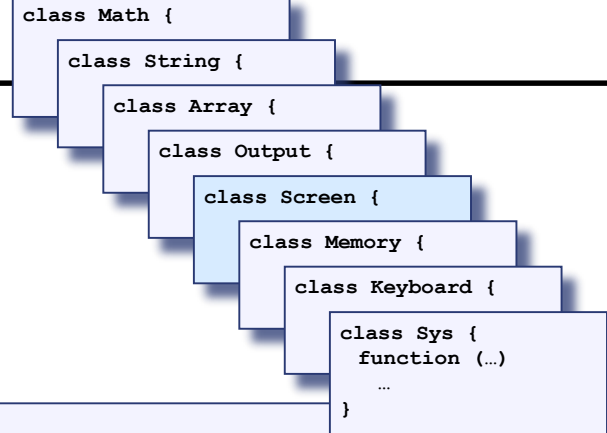 class Math {
class String {
class Array {
class Output {
class Screen {
class Memory {
class Keyboard {
class Sys {
function (…)
…
}